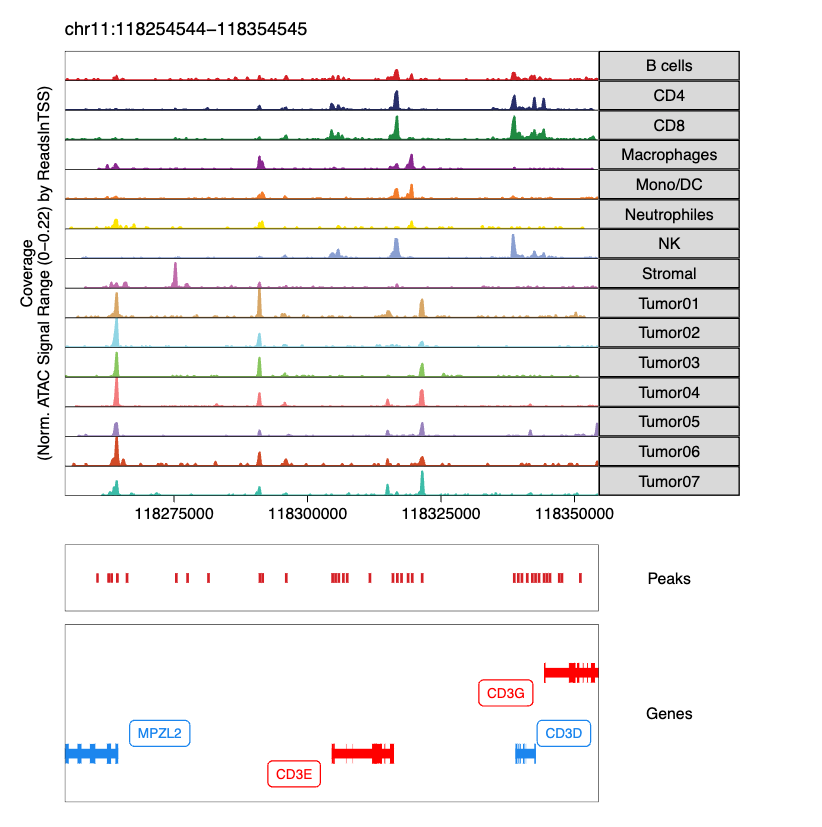 chr11:118254544−118354545
Coverage
(Norm. ATAC Signal Range (0−0.22) by ReadsInTSS)
B cells
CD4
CD8
Macrophages
Mono/DC
Neutrophiles
NK
Stromal
Tumor01
Tumor02
Tumor03
Tumor04
Tumor05
Tumor06
Tumor07
118275000 118300000 118325000 118350000
Peaks
CD3G
Genes
MPZL2
CD3D
CD3E